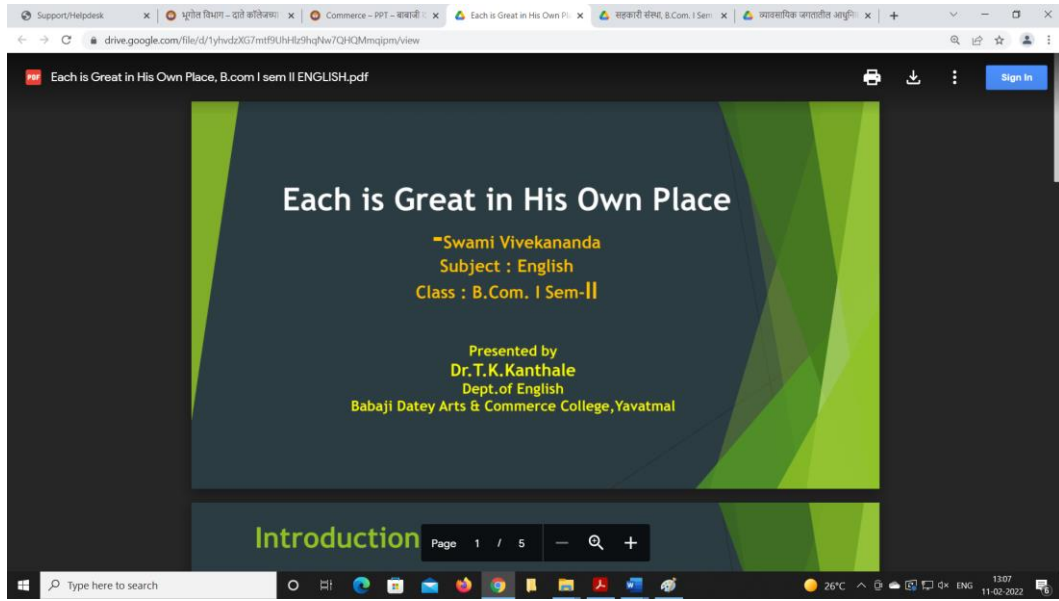 Support/Helpdesk
भूगोल विभाग – दाते कॉलेजच्या
Commerce – PPT – बाबाजी
Each is Great in His Own Pl
सहकारी संस्था, B.Com. I Sem
व्यावसायिक जगातील आधुनि
drive.google.com/file/d/1yhvdzXG7mtf9UhHlz9hqNw7QHQMmqipm/view
PDF
Each is Great in His Own Place, B.com I sem II ENGLISH.pdf
Sign In
Each is Great in His Own Place
-Swami Vivekananda
Subject : English
Class : B.Com. I Sem-II
Presented by
Dr.T.K.Kanthale
Dept.of English
Babaji Datey Arts & Commerce College,Yavatmal
Introduction
Page 1 / 5
Type here to search
26°C
ENG
13:07
11-02-2022
6